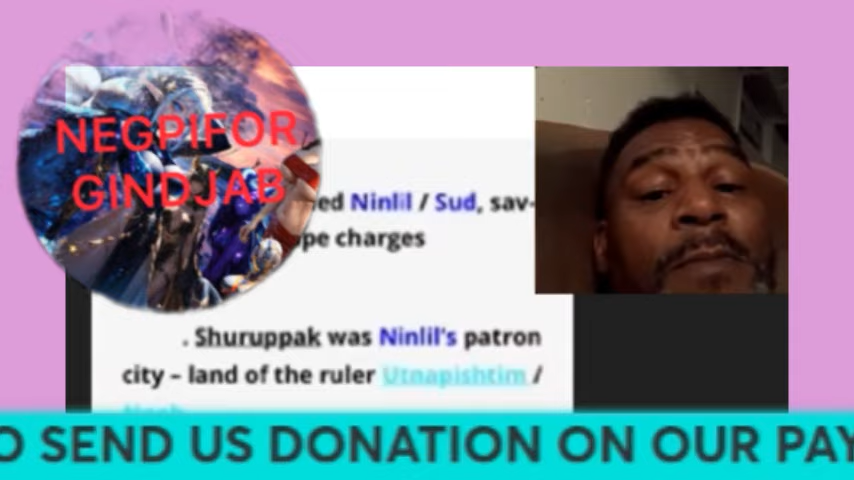 NEGPIFOR
GINDJAB
ed Ninlil / Sud, sav-
pe charges
. Shuruppak was Ninlil's patron
city – land of the ruler Utnapishtim /
Noah
O SEND US DONATION ON OUR PAY